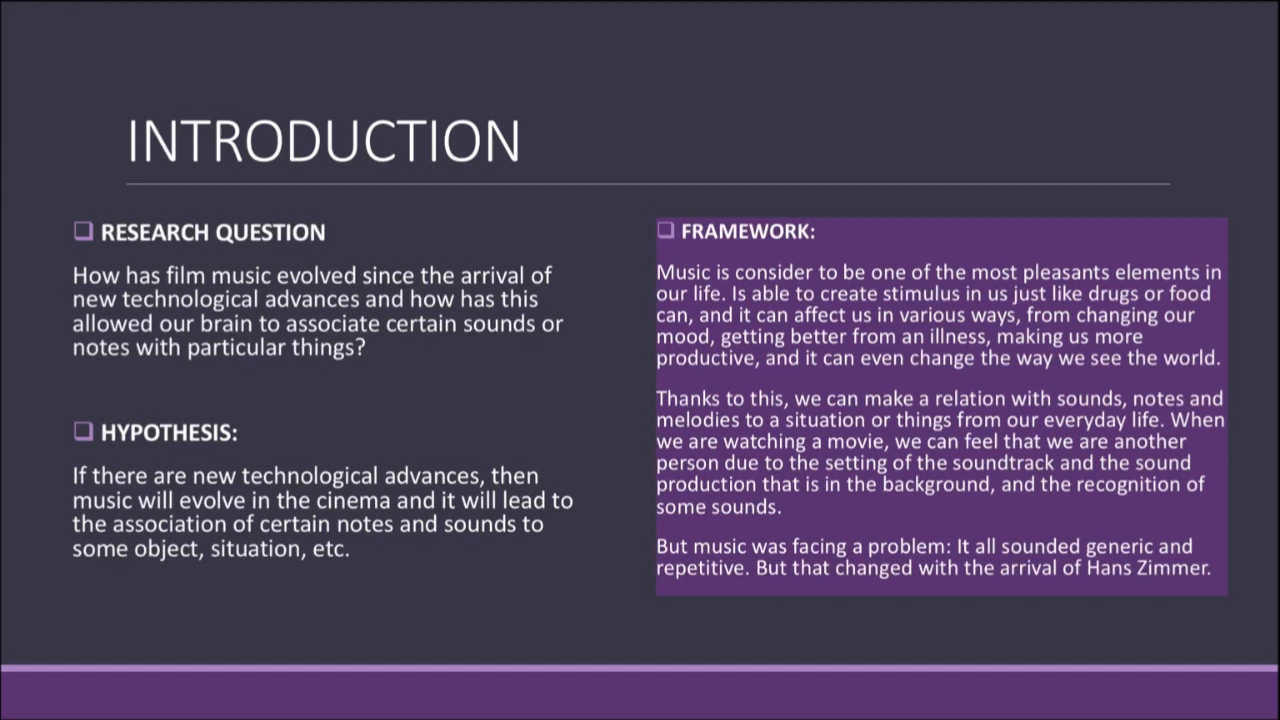 INTRODUCTION
RESEARCH QUESTION
How has film music evolved since the arrival of
new technological advances and how has this
allowed our brain to associate certain sounds or
notes with particular things?
HYPOTHESIS:
If there are new technological advances, then
music will evolve in the cinema and it will lead to
the association of certain notes and sounds to
some object, situation, etc.
FRAMEWORK:
Music is consider to be one of the most pleasants elements in
our life. Is able to create stimulus in us just like drugs or food
can, and it can affect us in various ways, from changing our
mood, getting better from an illness, making us more
productive, and it can even change the way we see the world.
Thanks to this, we can make a relation with sounds, notes and
melodies to a situation or things from our everyday life. When
we are watching a movie, we can feel that we are another
person due to the setting of the soundtrack and the sound
production that is in the background, and the recognition of
some sounds.
But music was facing a problem: It all sounded generic and
repetitive. But that changed with the arrival of Hans Zimmer.